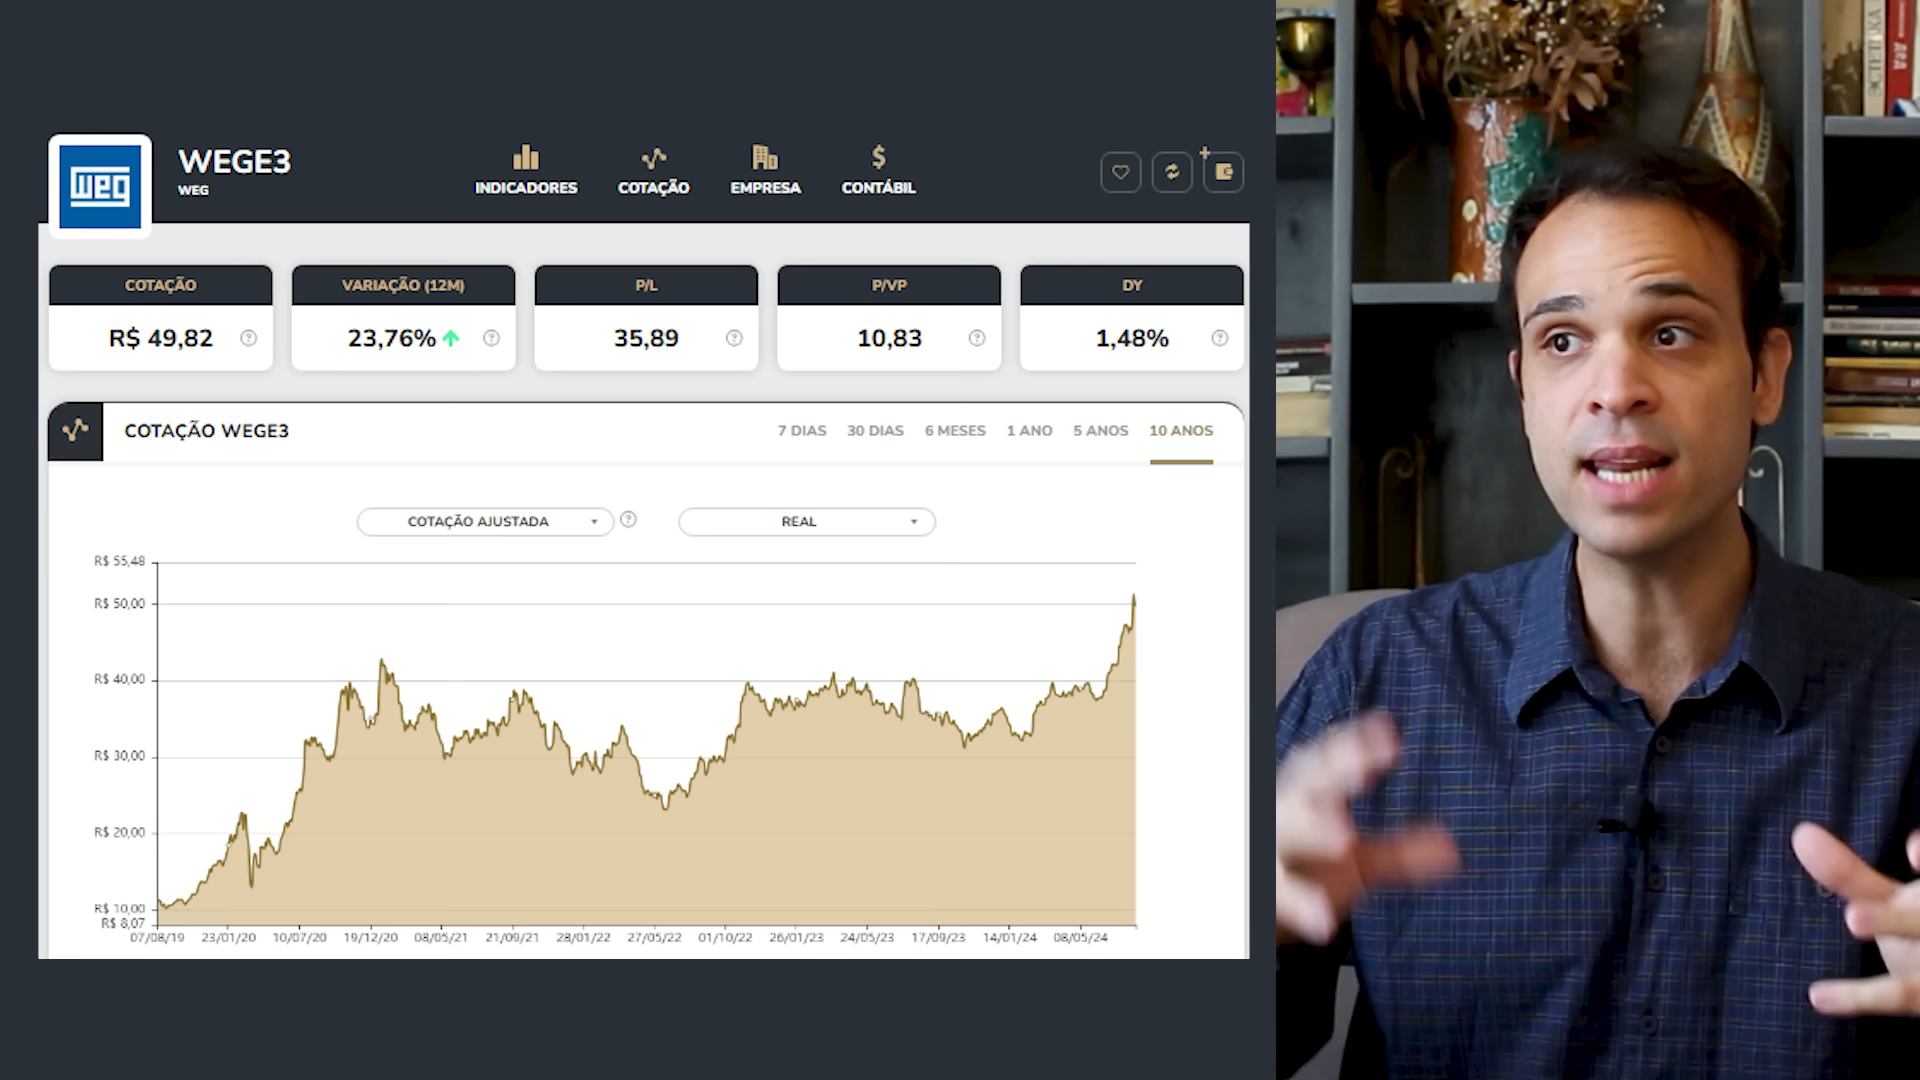 weg
WEGE3
WEG
INDICADORES
COTAÇÃO
EMPRESA
CONTÁBIL
COTAÇÃO
R$ 49,82
VARIAÇÃO (12M)
23,76%
P/L
35,89
P/VP
10,83
DY
1,48%
COTAÇÃO WEGE3
7 DIAS
30 DIAS
6 MESES
1 ANO
5 ANOS
10 ANOS
COTAÇÃO AJUSTADA
REAL
R$ 55,48
R$ 50,00
R$ 40,00
R$ 30,00
R$ 20,00
R$ 10,00
R$ 8,07
07/08/19
23/01/20
10/07/20
19/12/20
08/05/21
21/09/21
28/01/22
27/05/22
01/10/22
26/01/23
24/05/23
17/09/23
14/01/24
08/05/24
ЭСТЕТИКА